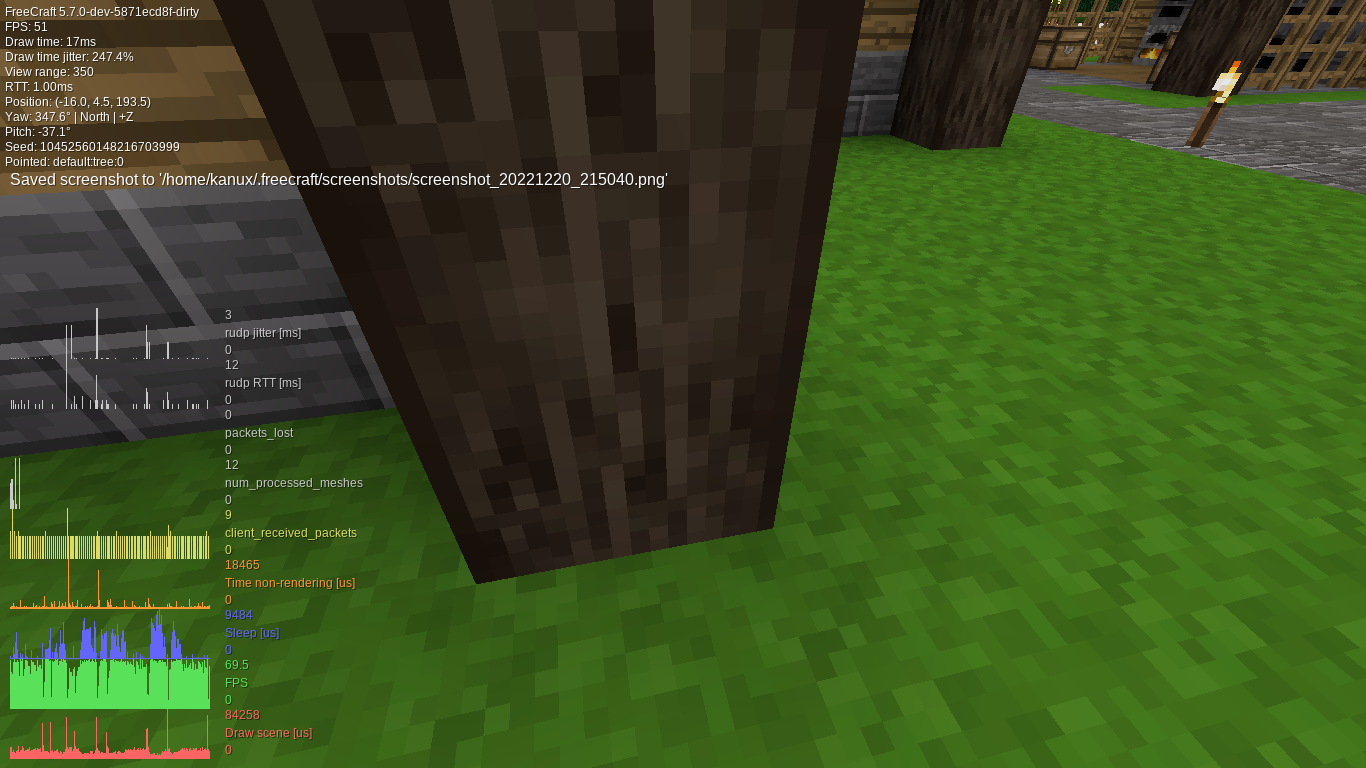 FreeCraft 5.7.0-dev-5871ecd8f-dirty
FPS: 51
Draw time: 17ms
Draw time jitter: 247.4%
View range: 350
RTT: 1.00ms
Position: (-16.0, 4.5, 193.5)
Yaw: 347.6° | North | +Z
Pitch: -37.1°
Seed: 10452560148216703999
Pointed: default:tree:0
Saved screenshot to '/home/kanux/.freecraft/screenshots/screenshot_20221220_215040.png'
3
rudp jitter [ms]
0
12
rudp RTT [ms]
0
0
packets_lost
0
12
num_processed_meshes
0
9
client_received_packets
0
18465
Time non-rendering [us]
0
9484
Sleep [us]
0
69.5
FPS
0
84258
Draw scene [us]
0